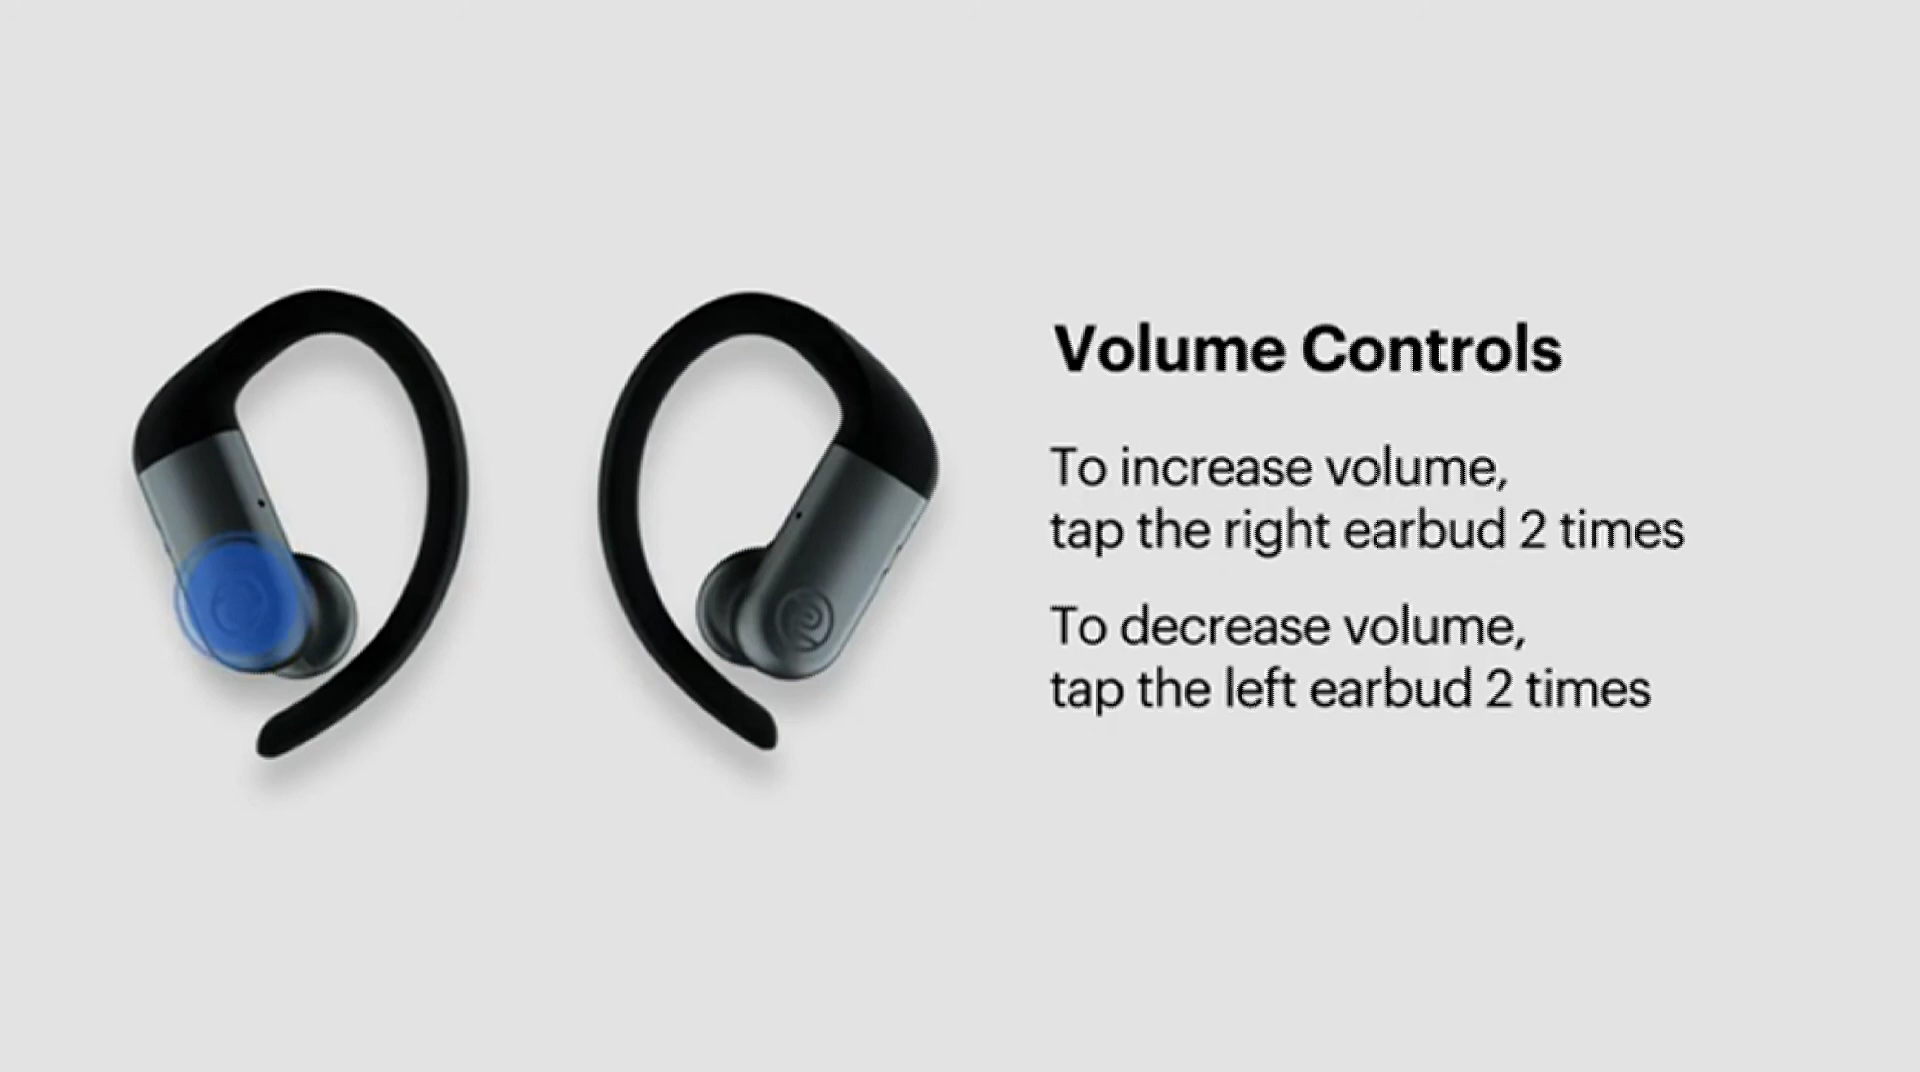 Volume Controls
To increase volume,
tap the right earbud 2 times
To decrease volume,
tap the left earbud 2 times